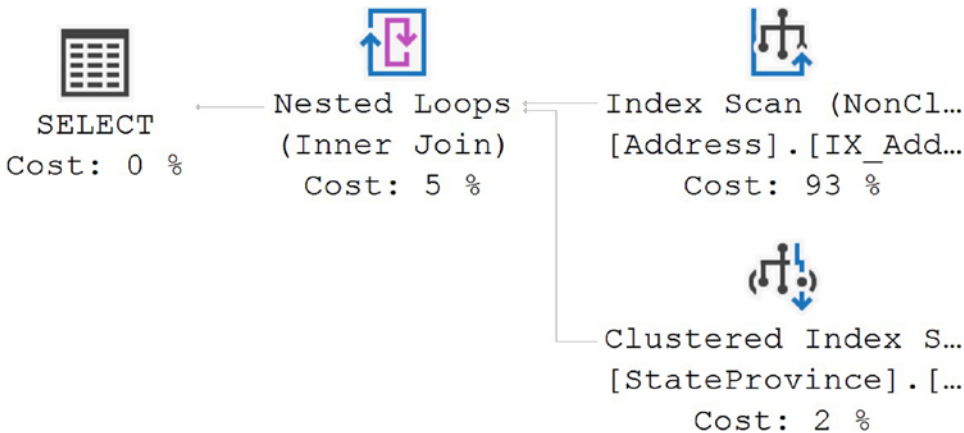 SELECT
Cost: 0 %
Nested Loops
(Inner Join)
Cost: 5 %
Index Scan (NonCl…
[Address].[IX_Add…
Cost: 93 %
Clustered Index S…
[StateProvince].[…
Cost: 2 %